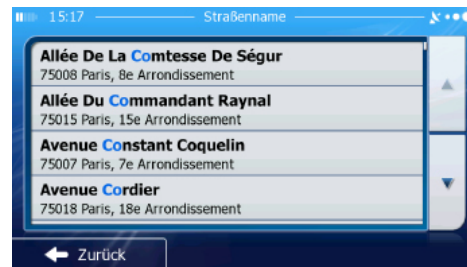 15:17
Straßenname
Allée De La Comtesse De Ségur
75008 Paris, 8e Arrondissement
Allée Du Commandant Raynal
75015 Paris, 15e Arrondissement
Avenue Constant Coquelin
75007 Paris, 7e Arrondissement
Avenue Cordier
75018 Paris, 18e Arrondissement
Zurück